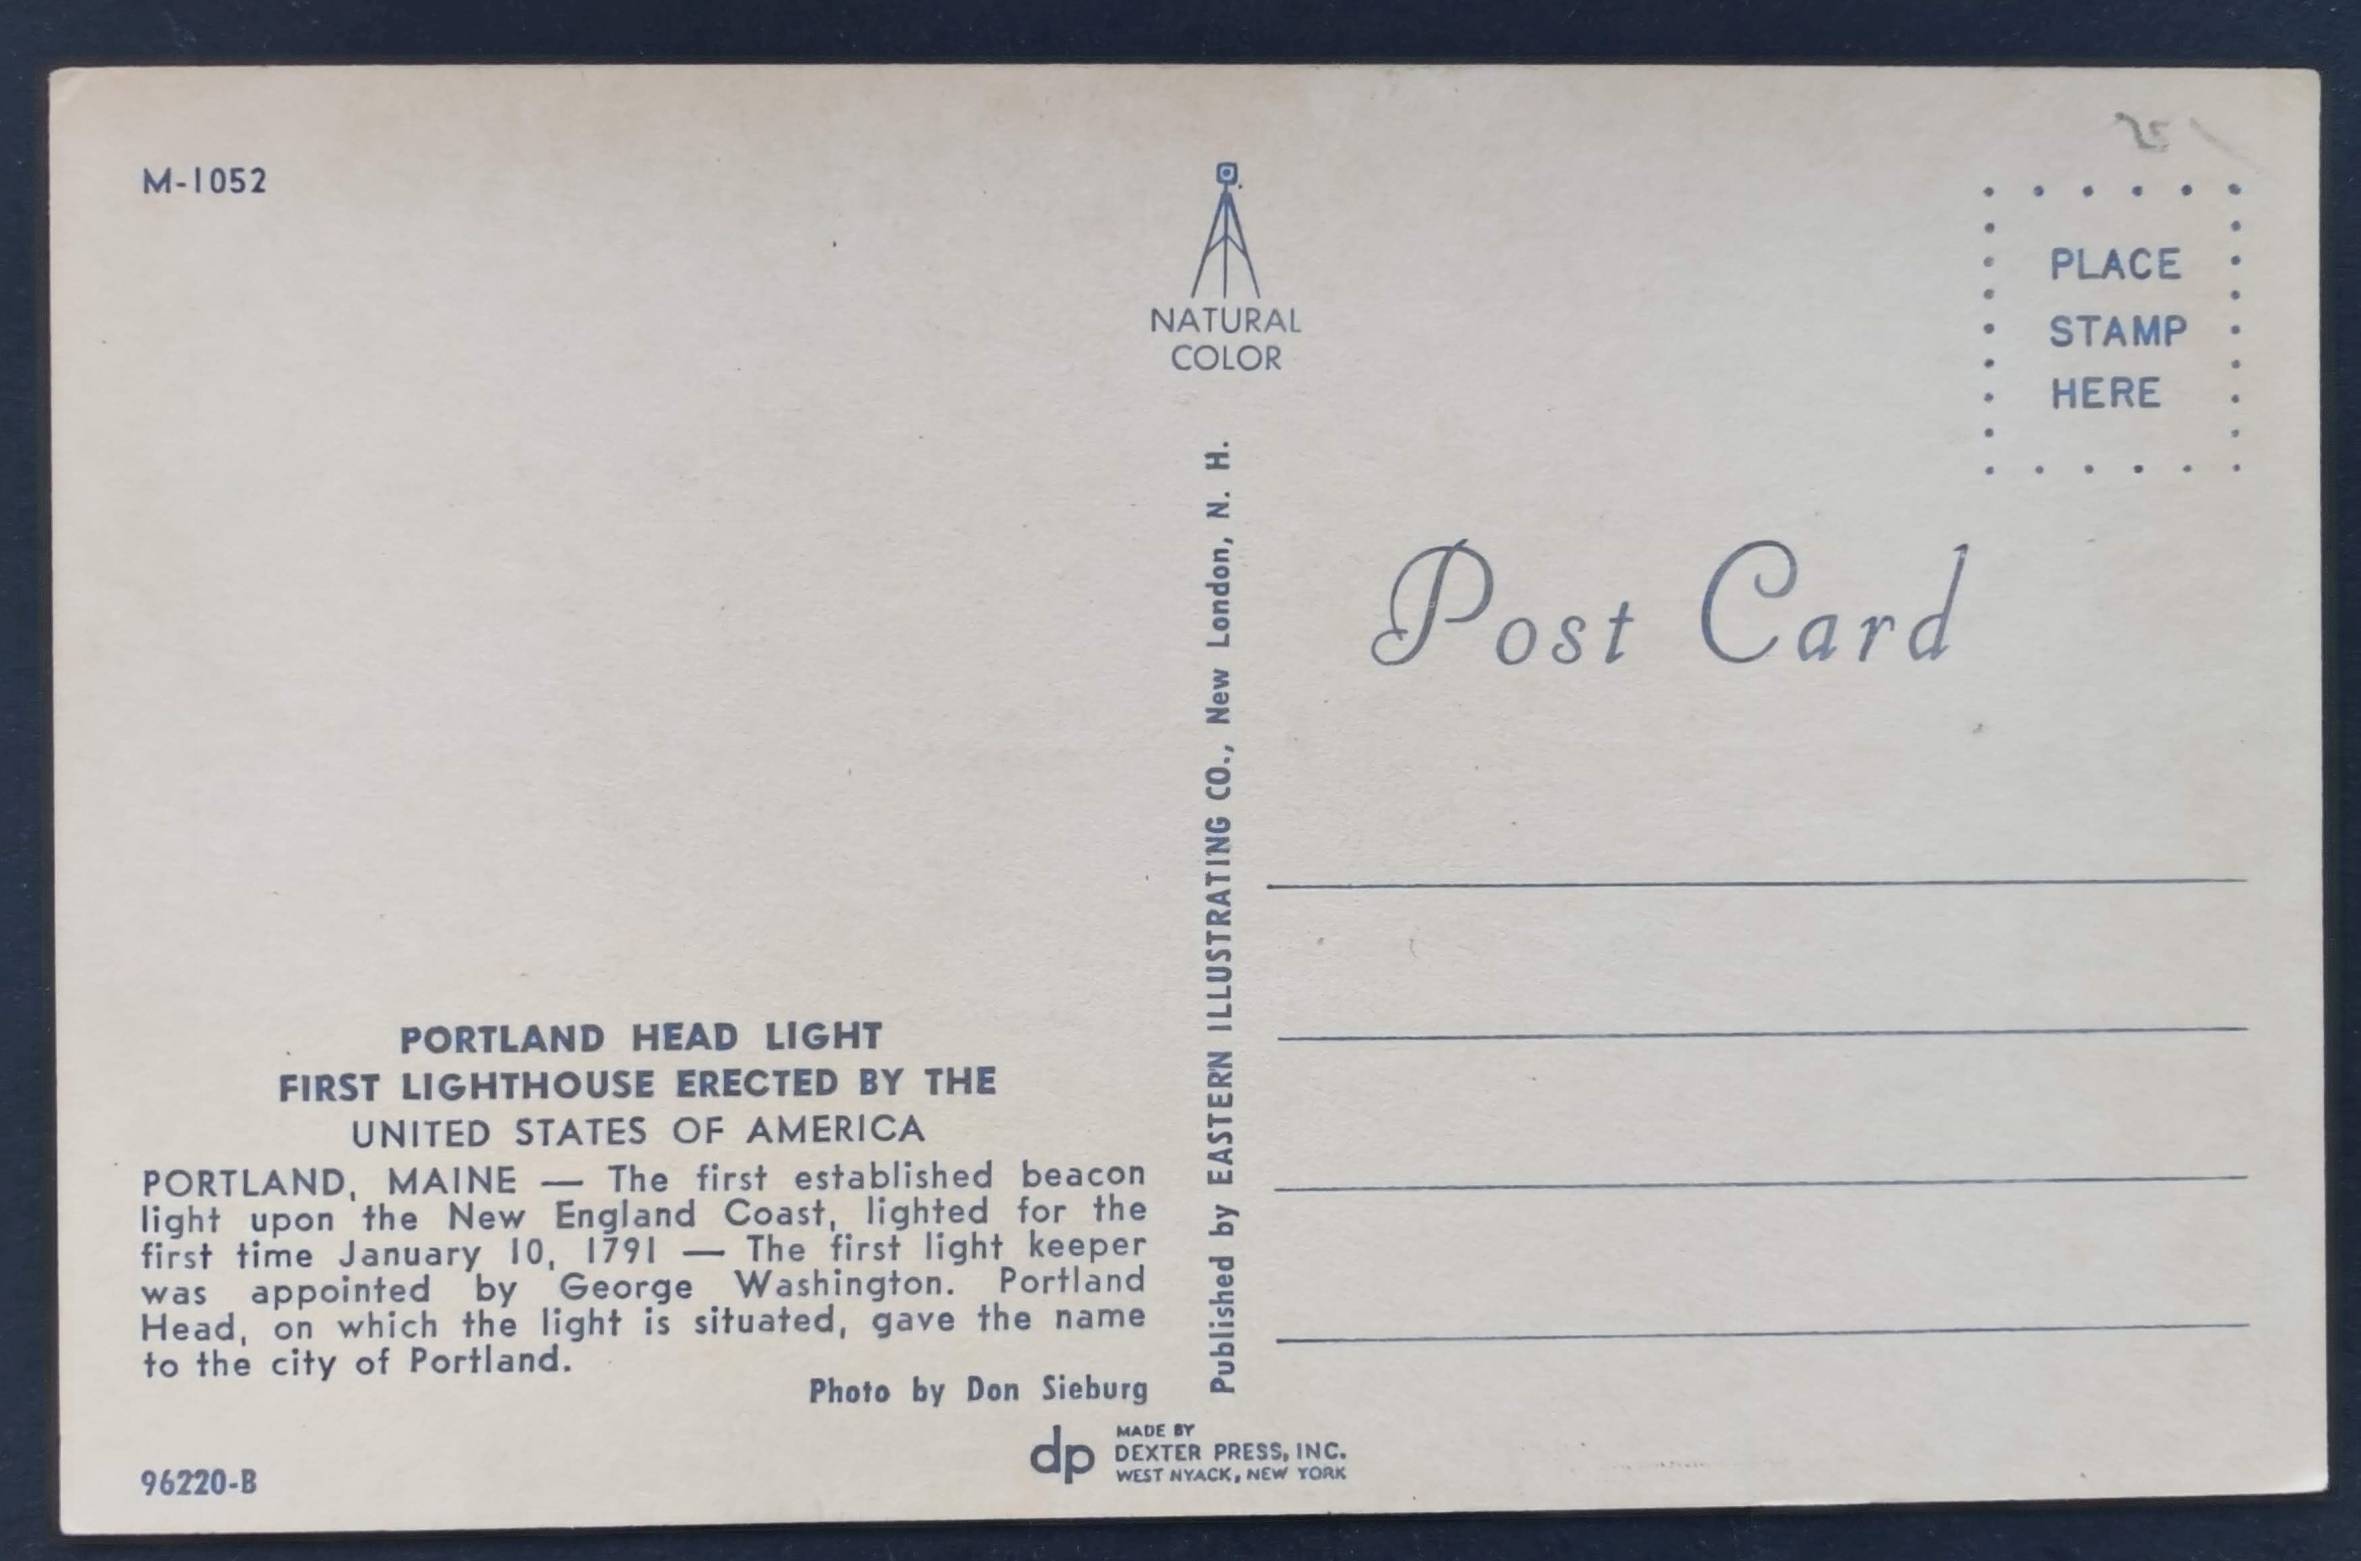 M-1052
NATURAL
COLOR
PLACE
STAMP
HERE
Post Card
PORTLAND HEAD LIGHT
FIRST LIGHTHOUSE ERECTED BY THE
UNITED STATES OF AMERICA
PORTLAND, MAINE — The first established beacon
light upon the New England Coast, lighted for the
first time January 10, 1791 — The first light keeper
was appointed by George Washington. Portland
Head, on which the light is situated, gave the name
to the city of Portland.
Photo by Don Sieburg
96220-B
Published by EASTERN ILLUSTRATING CO., New London, N. H.
dp
MADE BY
DEXTER PRESS, INC.
WEST NYACK, NEW YORK